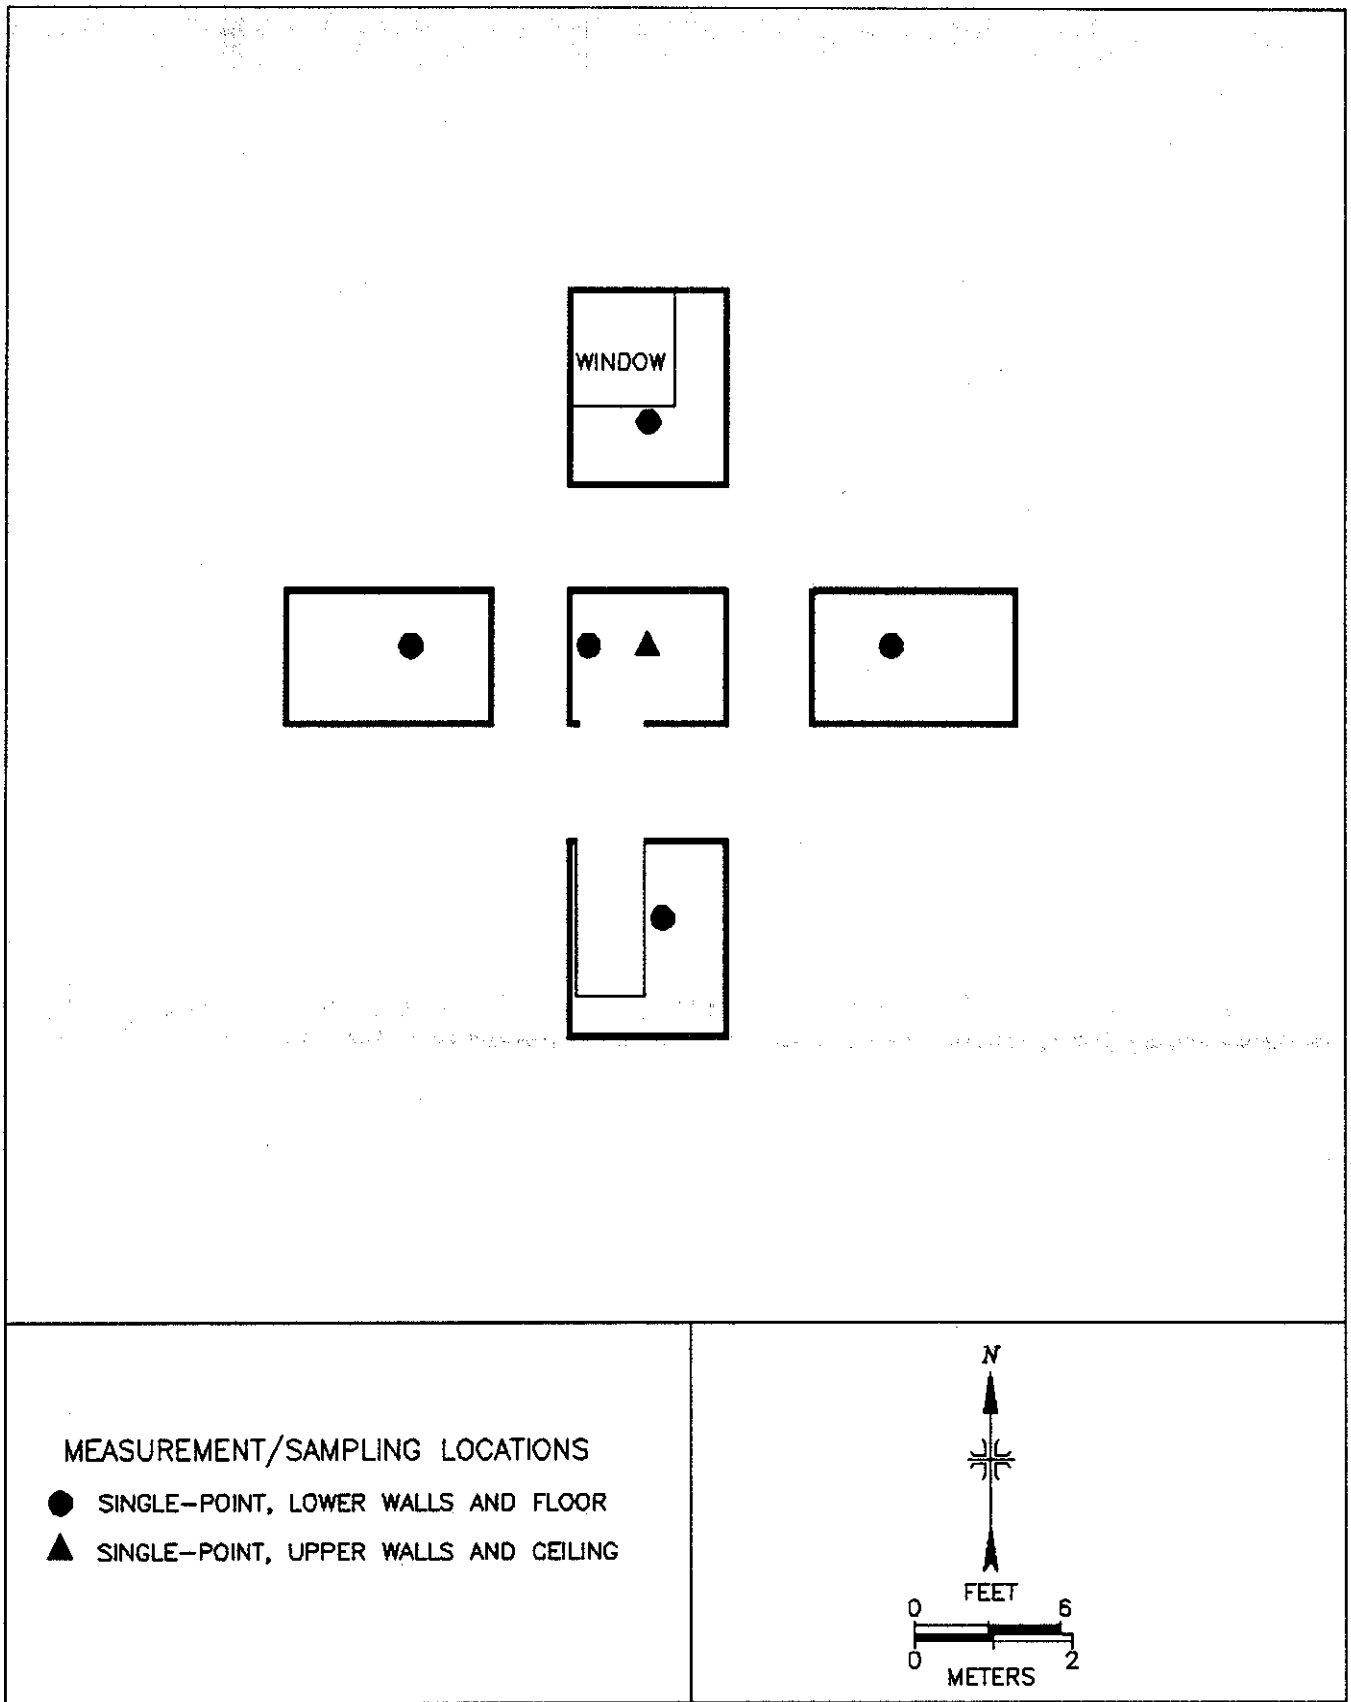 WINDOW
MEASUREMENT/SAMPLING LOCATIONS
SINGLE-POINT, LOWER WALLS AND FLOOR
SINGLE-POINT, UPPER WALLS AND CEILING
N
FEET
0 6
0 2
METERS